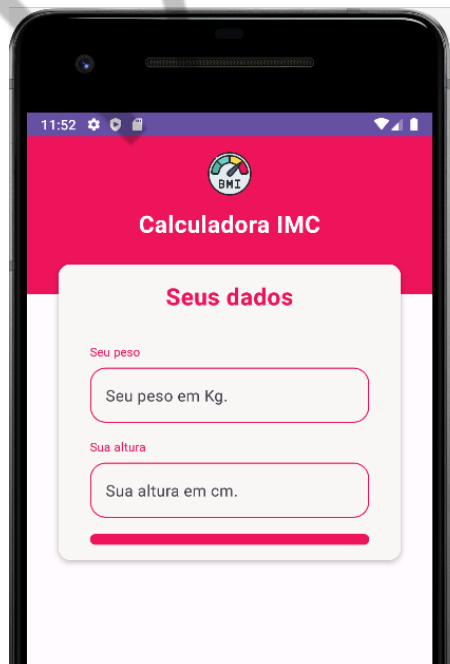 11:52
BMI
Calculadora IMC
Seus dados
Seu peso
Seu peso em Kg.
Sua altura
Sua altura em cm.